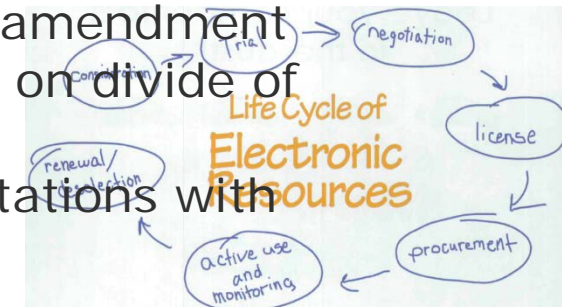 amendment
on divide of
tations with
consideration
Trial
negotiation
license
procurement
active use
and
monitoring
renewal/
deselection
Life Cycle of
Electronic
Resources